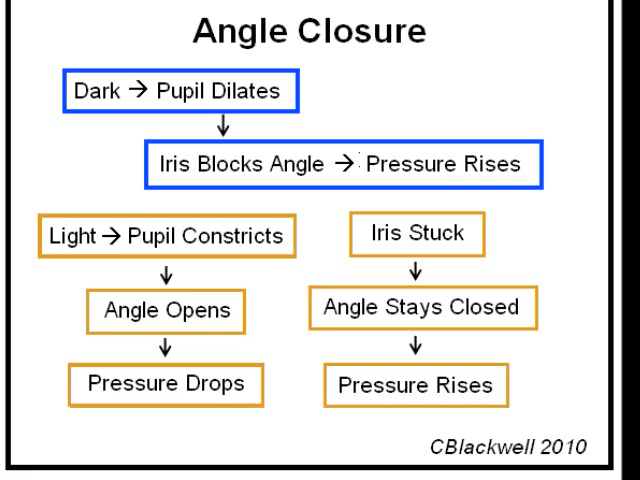 Angle Closure
Dark → Pupil Dilates
Iris Blocks Angle → Pressure Rises
Light → Pupil Constricts
Iris Stuck
Angle Opens
Angle Stays Closed
Pressure Drops
Pressure Rises
CBlackwell 2010